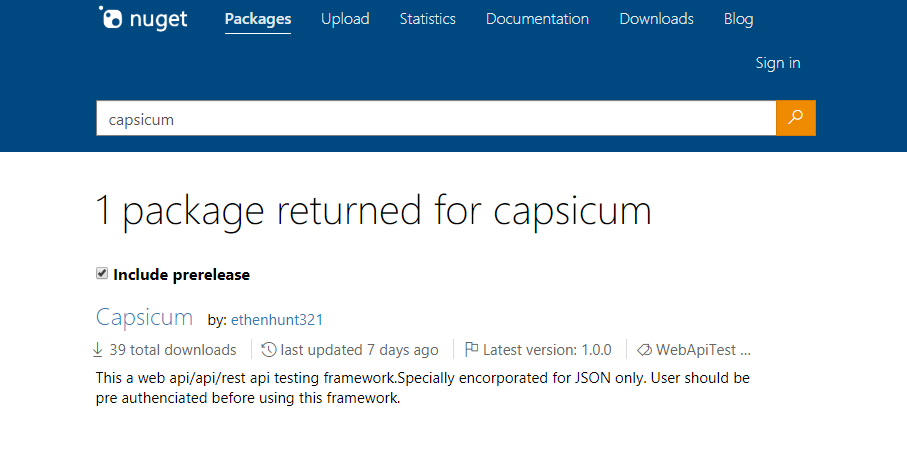 nuget Packages Upload Statistics Documentation Downloads Blog
Sign in
capsicum
1 package returned for capsicum
Include prerelease
Capsicum by: ethenhunt321
39 total downloads last updated 7 days ago Latest version: 1.0.0 WebApiTest ...
This a web api/api/rest api testing framework.Specially encorporated for JSON only. User should be
pre authenciated before using this framework.